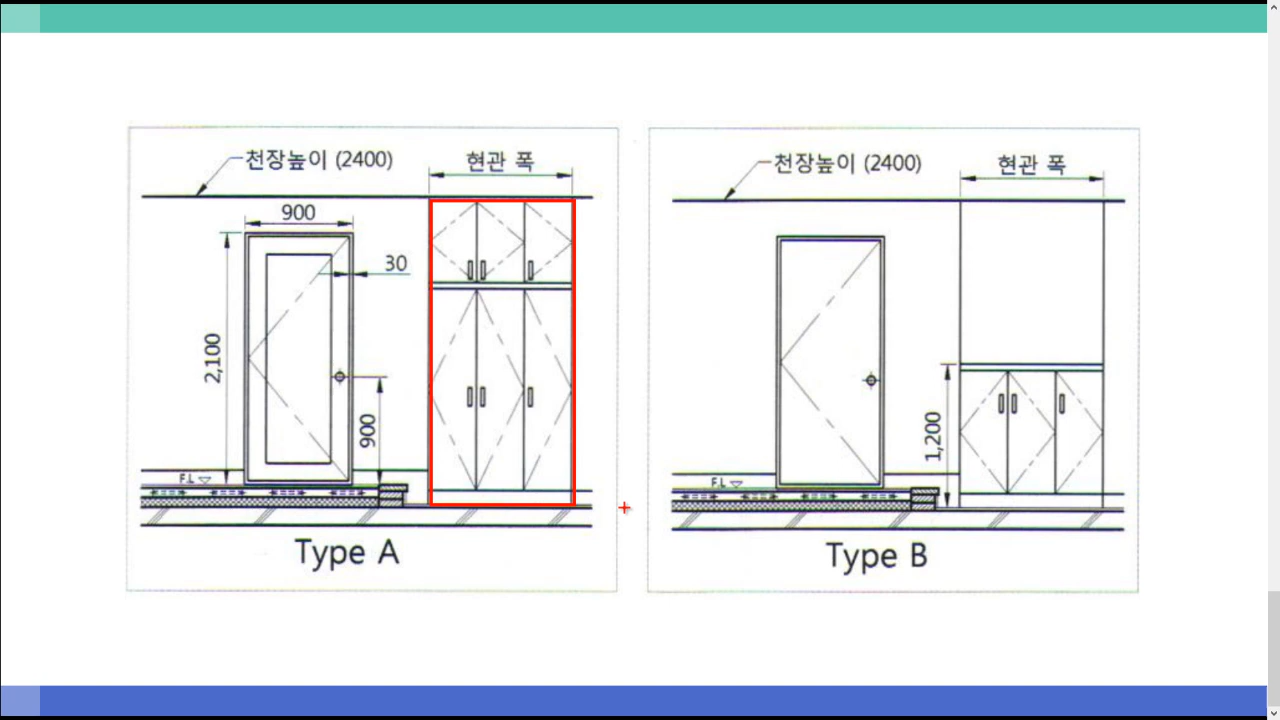 천장높이 (2400)
현관 폭
900
30
2,100
900
F.L
Type A
천장높이 (2400)
현관 폭
1,200
F.L
Type B